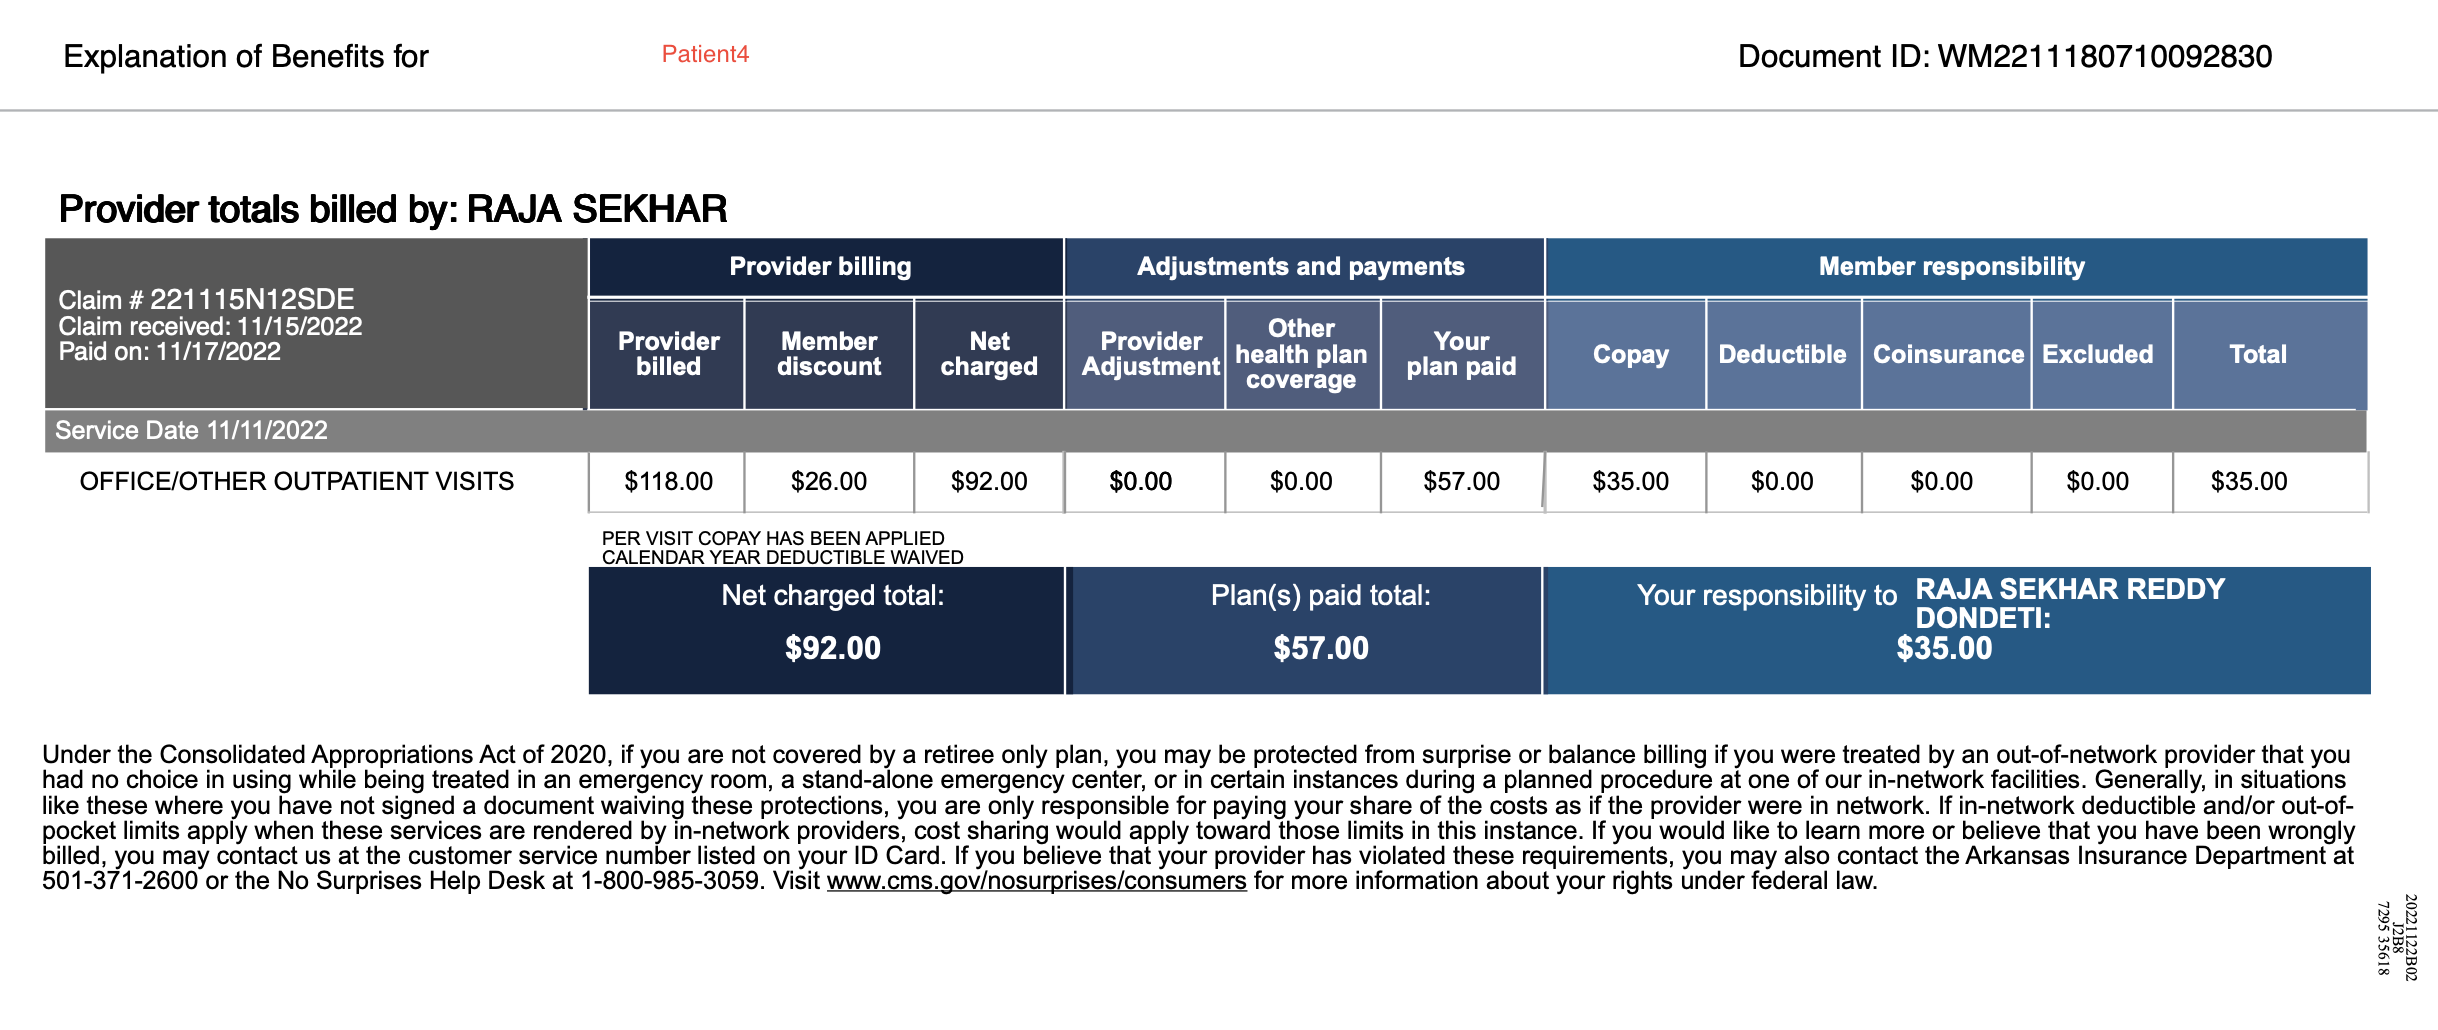 Explanation of Benefits for Patient4 Document ID: WM2211180710092830
Provider totals billed by: RAJA SEKHAR
Claim # 221115N12SDE
Claim received: 11/15/2022
Paid on: 11/17/2022
Provider billing Adjustments and payments Member responsibility
Provider billed
Member discount
Net charged
Provider Adjustment
Other health plan coverage
Your plan paid
Copay
Deductible
Coinsurance
Excluded
Total
Service Date 11/11/2022
OFFICE/OTHER OUTPATIENT VISITS $118.00 $26.00 $92.00 $0.00 $0.00 $57.00 $35.00 $0.00 $0.00 $0.00 $35.00
PER VISIT COPAY HAS BEEN APPLIED
CALENDAR YEAR DEDUCTIBLE WAIVED
Net charged total:
$92.00
Plan(s) paid total:
$57.00
Your responsibility to RAJA SEKHAR REDDY
DONDETI:
$35.00
Under the Consolidated Appropriations Act of 2020, if you are not covered by a retiree only plan, you may be protected from surprise or balance billing if you were treated by an out-of-network provider that you
had no choice in using while being treated in an emergency room, a stand-alone emergency center, or in certain instances during a planned procedure at one of our in-network facilities. Generally, in situations
like these where you have not signed a document waiving these protections, you are only responsible for paying your share of the costs as if the provider were in network. If in-network deductible and/or out-of-
pocket limits apply when these services are rendered by in-network providers, cost sharing would apply toward those limits in this instance. If you would like to learn more or believe that you have been wrongly
billed, you may contact us at the customer service number listed on your ID Card. If you believe that your provider has violated these requirements, you may also contact the Arkansas Insurance Department at
501-371-2600 or the No Surprises Help Desk at 1-800-985-3059. Visit www.cms.gov/nosurprises/consumers for more information about your rights under federal law.
20221122B02
J2B8
7295 35618